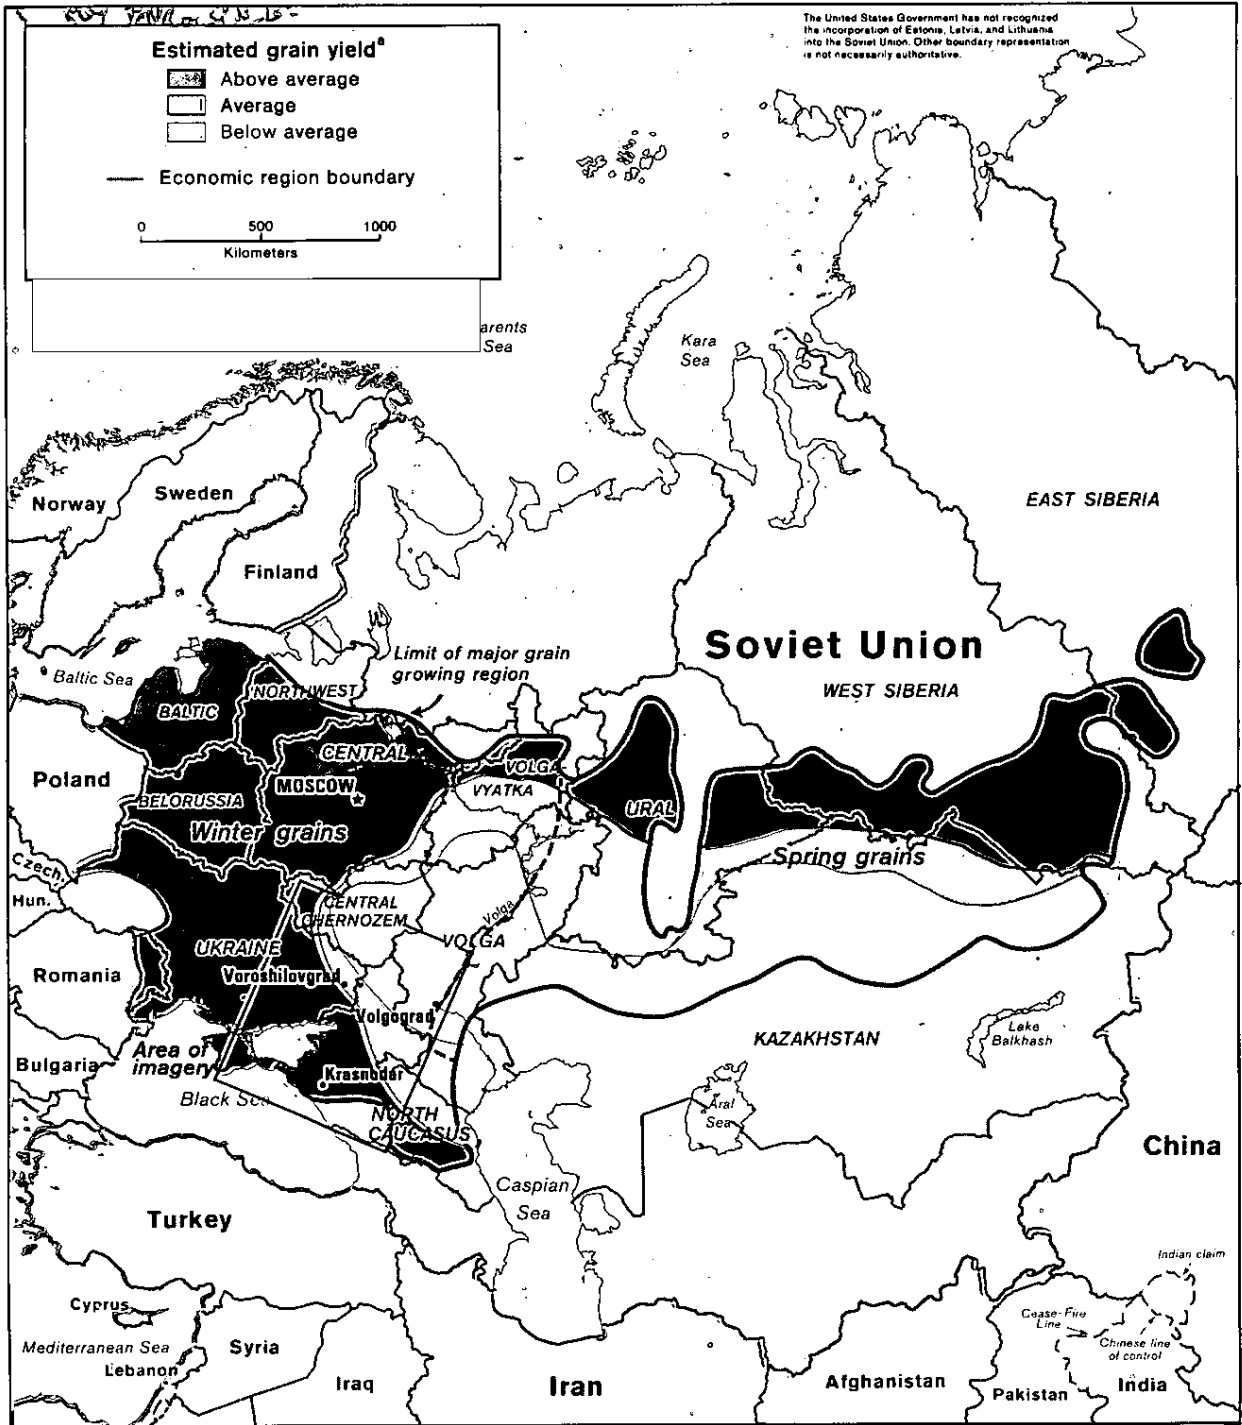 The United States Government has not recognized
the incorporation of Estonia, Latvia, and Lithuania
into the Soviet Union. Other boundary representation
is not necessarily authoritative.
Estimated grain yieldᵃ
Above average
Average
Below average
Economic region boundary
0 500 1000
Kilometers
arents
Sea
Kara
Sea
Norway
Sweden
Finland
EAST SIBERIA
Soviet Union
WEST SIBERIA
Limit of major grain
growing region
Baltic Sea
NORTHWEST
BALTIC
CENTRAL
Poland
MOSCOW
BELORUSSIA
VOLGA
VYATKA
URAL
Winter grains
Spring grains
Czech.
Hun.
CENTRAL
CHERNOZEM
Volga
VOLGA
UKRAINE
Romania
Voroshilovgrad
Volgograd
Bulgaria
Area of
imagery
Krasnodar
Black Sea
NORTH
CAUCASUS
KAZAKHSTAN
Lake
Balkhash
Aral
Sea
China
Caspian
Sea
Turkey
Indian claim
Cyprus
Cease-Fire
Line
Chinese line
of control
Mediterranean Sea
Lebanon
Syria
Iraq
Iran
Afghanistan
Pakistan
India